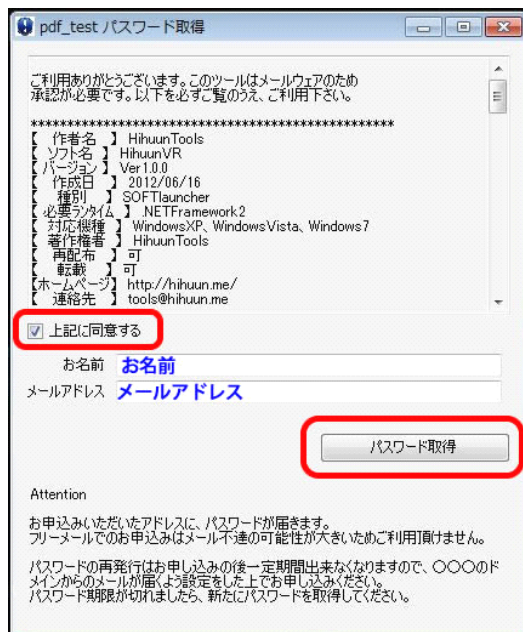 pdf_test パスワード取得
ご利用ありがとうございます。このツールはメールウェアのため
承認が必要です。以下を必ずご覧のうえ、ご利用下さい。
**************************************************
【 作者名 】 HihuunTools
【 ソフト名 】 HihuunVR
【 バージョン 】 Ver1.0.0
【 作成日 】 2012/06/16
【 種別 】 SOFTlauncher
【 必要ランタイム 】 .NETFramework2
【 対応機種 】 WindowsXP、WindowsVista、Windows7
【 著作権者 】 HihuunTools
【 再配布 】 可
【 転載 】 可
【ホームページ】 http://hihuun.me/
【 連絡先 】 tools@hihuun.me
上記に同意する
お名前 お名前
メールアドレス メールアドレス
パスワード取得
Attention
お申込みいただいたアドレスに、パスワードが届きます。
フリーメールでのお申込みはメール不達の可能性が大きいためご利用頂けません。
パスワードの再発行はお申し込みの後一定期間出来なくなりますので、〇〇〇のド
メインからのメールが届くよう設定をした上でお申し込みください。
パスワード期限が切れましたら、新たにパスワードを取得してください。